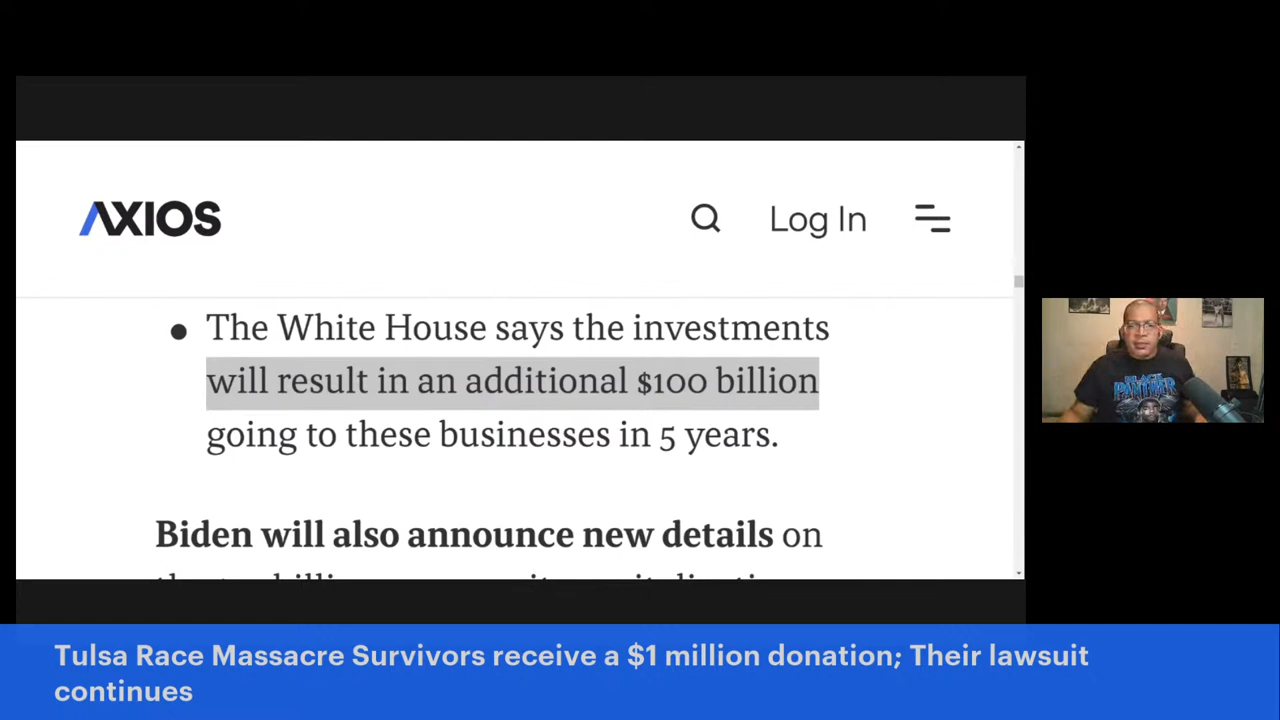 AXIOS
Log In
● The White House says the investments
will result in an additional $100 billion
going to these businesses in 5 years.
Biden will also announce new details on
Tulsa Race Massacre Survivors receive a $1 million donation; Their lawsuit
continues
PANTHER